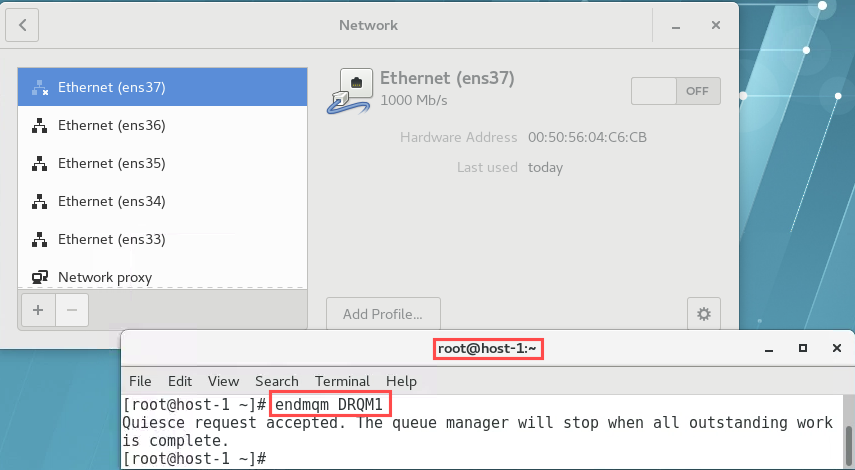 Network
Ethernet (ens37)
Ethernet (ens36)
Ethernet (ens35)
Ethernet (ens34)
Ethernet (ens33)
Network proxy
Ethernet (ens37)
1000 Mb/s
OFF
Hardware Address 00:50:56:04:C6:CB
Last used today
Add Profile...
root@host-1:~
File Edit View Search Terminal Help
[root@host-1 ~]# endmqm DRQM1
Quiesce request accepted. The queue manager will stop when all outstanding work
is complete.
[root@host-1 ~]#